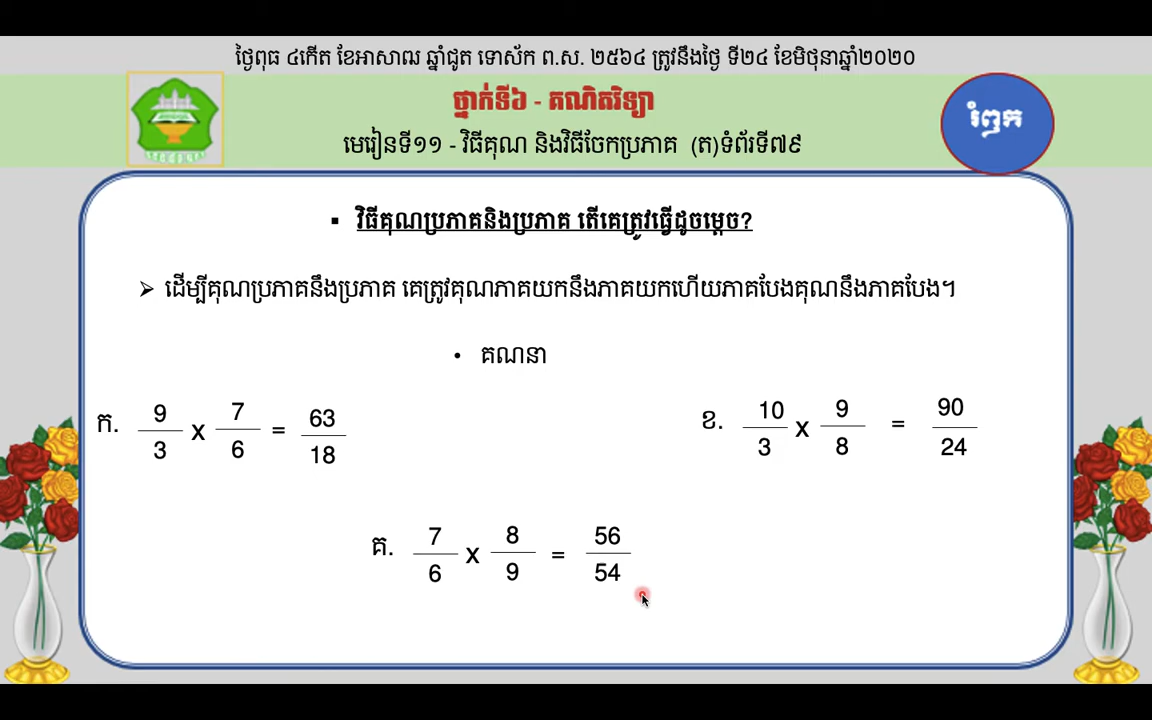 ថ្ងៃពុធ ៤កើត ខែអាសាឍ ឆ្នាំជូត ទោស័ក ព.ស. ២៥៦៤ ត្រូវនឹងថ្ងៃ ទី២៤ ខែមិថុនាឆ្នាំ២០២០
ថ្នាក់ទី៦ - គណិតវិទ្យា
រំឭក
មេរៀនទី១១ - វិធីគុណ និងវិធីចែកប្រភាគ (ត)ទំព័រទី៧៩
▪ វិធីគុណប្រភាគនិងប្រភាគ តើគេត្រូវធ្វើដូចម្តេច?
➢ ដើម្បីគុណប្រភាគនឹងប្រភាគ គេត្រូវគុណភាគយកនឹងភាគយកហើយភាគបែងគុណនឹងភាគបែង។
• គណនា
ក. 9/3 x 7/6 = 63/18
ខ. 10/3 x 9/8 = 90/24
គ. 7/6 x 8/9 = 56/54